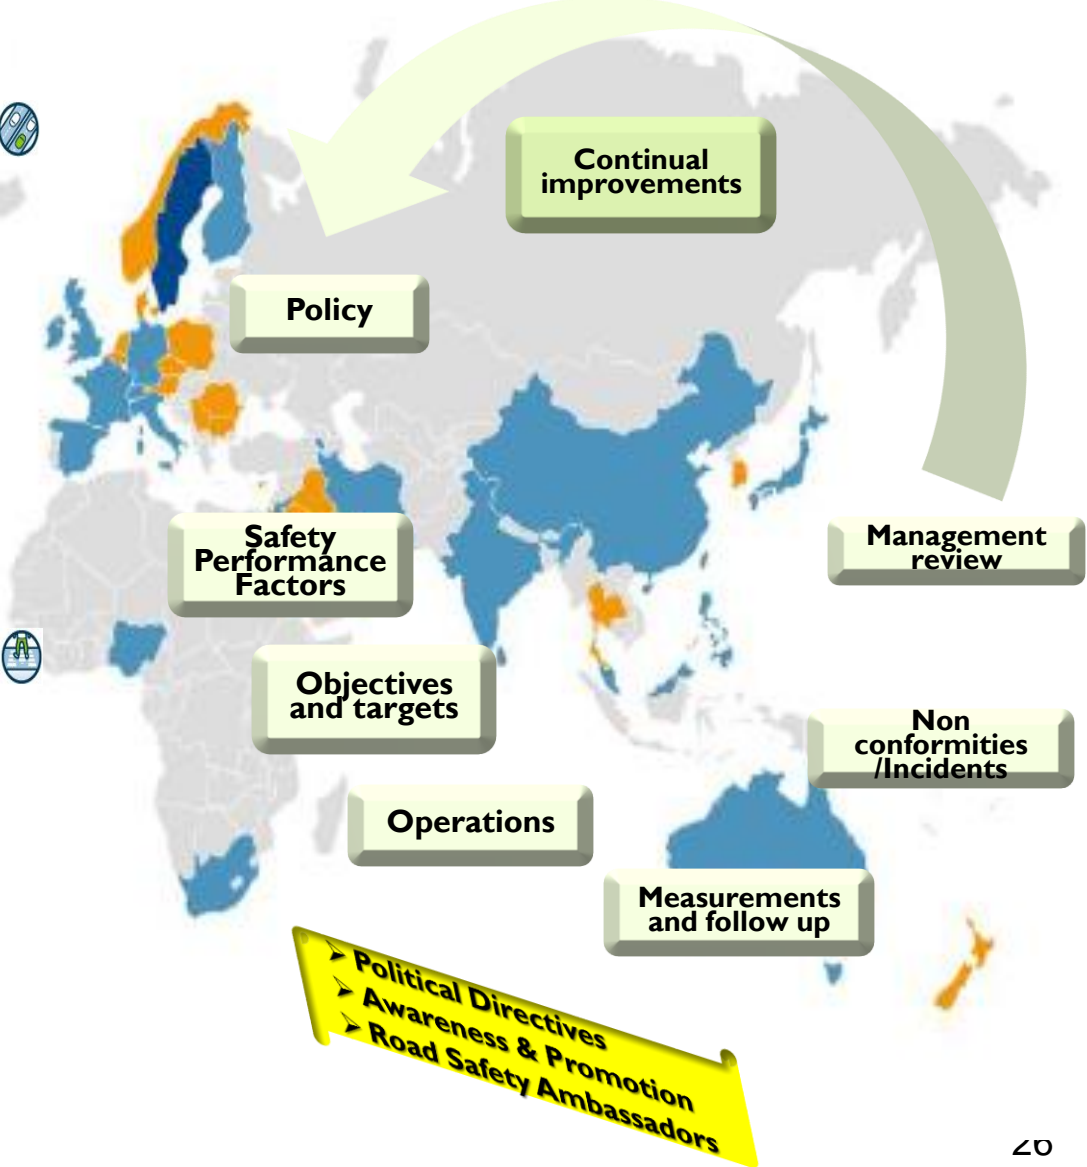 Continual
improvements
Policy
Safety
Performance
Factors
Management
review
Objectives
and targets
Non
conformities
/Incidents
Operations
Measurements
and follow up
➢ Political Directives
➢ Awareness & Promotion
➢ Road Safety Ambassadors
26